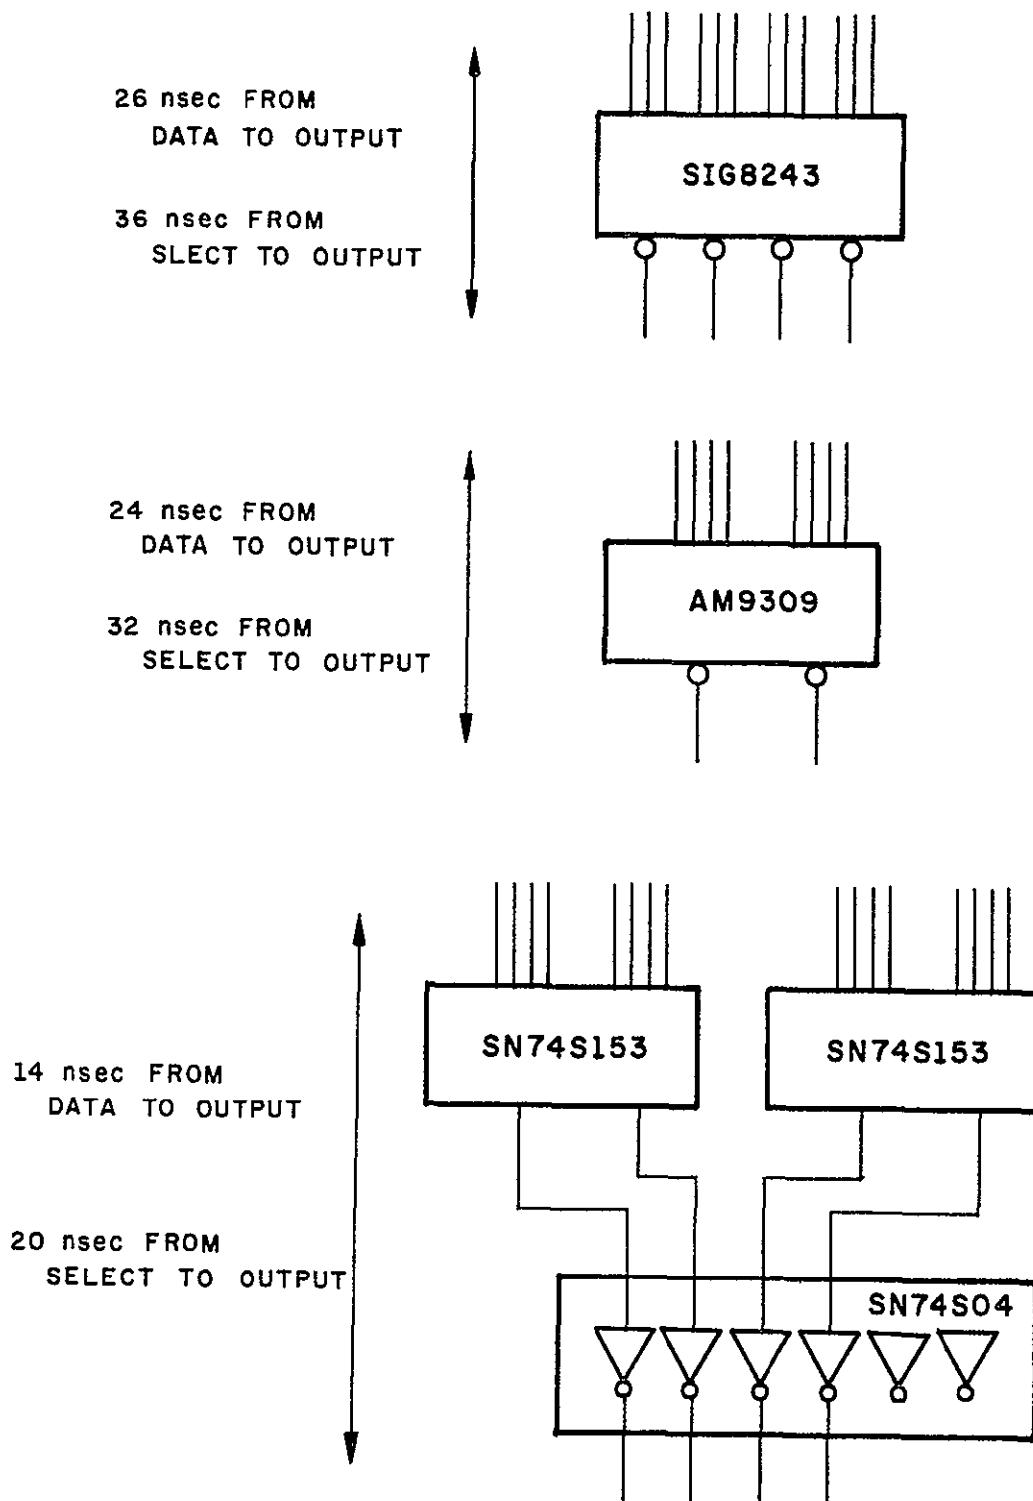 26 nsec FROM
DATA TO OUTPUT
SIG8243
36 nsec FROM
SLECT TO OUTPUT
24 nsec FROM
DATA TO OUTPUT
AM9309
32 nsec FROM
SELECT TO OUTPUT
SN74S153
SN74S153
14 nsec FROM
DATA TO OUTPUT
20 nsec FROM
SELECT TO OUTPUT
SN74S04